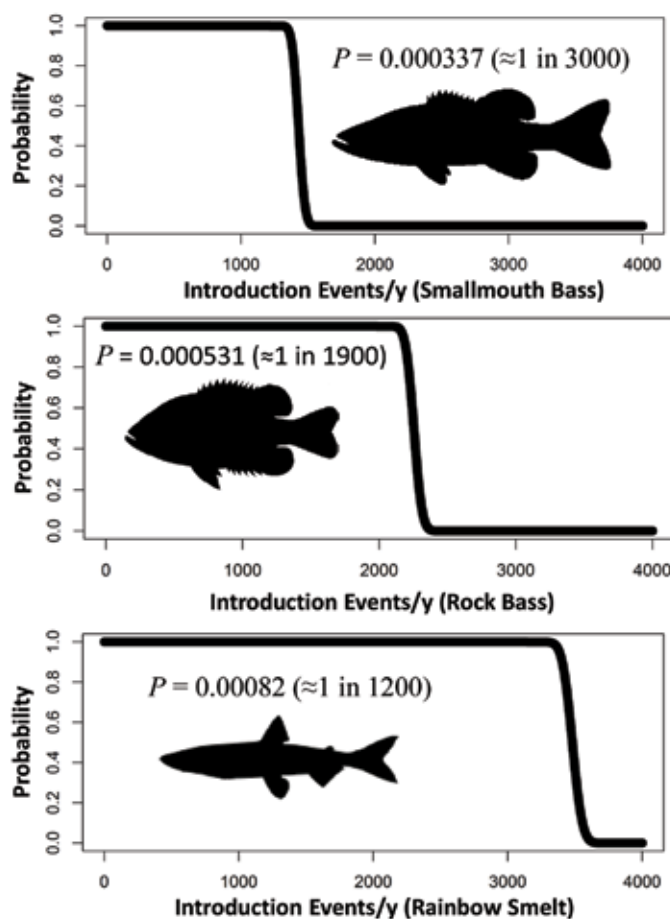 P = 0.000337 (≈1 in 3000)
Probability
0.0 0.2 0.4 0.6 0.8 1.0
0 1000 2000 3000 4000
Introduction Events/y (Smallmouth Bass)
P = 0.000531 (≈1 in 1900)
Probability
0.0 0.2 0.4 0.6 0.8 1.0
0 1000 2000 3000 4000
Introduction Events/y (Rock Bass)
P = 0.00082 (≈1 in 1200)
Probability
0.0 0.2 0.4 0.6 0.8 1.0
0 1000 2000 3000 4000
Introduction Events/y (Rainbow Smelt)